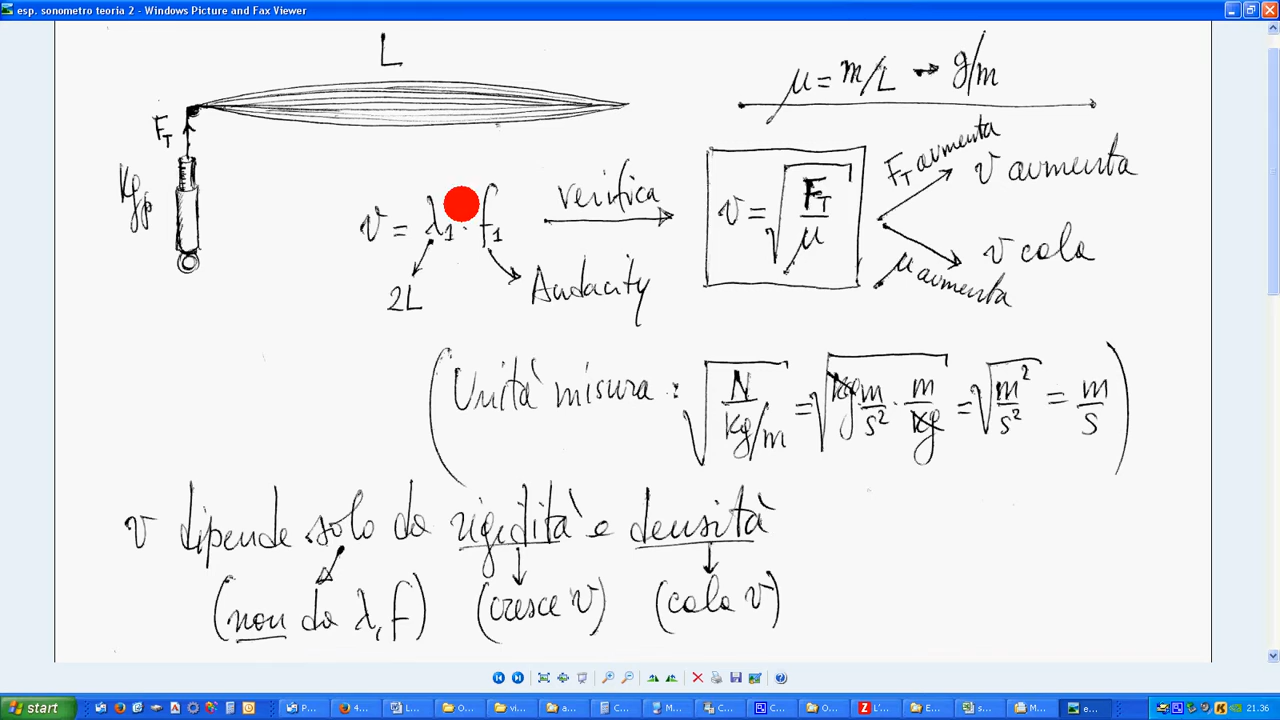 esp. sonometro teoria 2 - Windows Picture and Fax Viewer
L
μ = m/L → g/m
F_T
Kg_p
v = λ₁ · f₁
2L
Audacity
verifica
v = √(F_T/μ)
F_T aumenta
v aumenta
μ aumenta
v cala
(Unità misura : √(N/(kg/m)) = √(kg m/s² · m/kg) = √(m²/s²) = m/s)
v dipende solo da rigidità e densità
(non da λ, f) (cresce v) (cala v)
start P... 4... L... O... vi... a... C... M... C... C... O... Z L'... E... s... M... e... 21.36